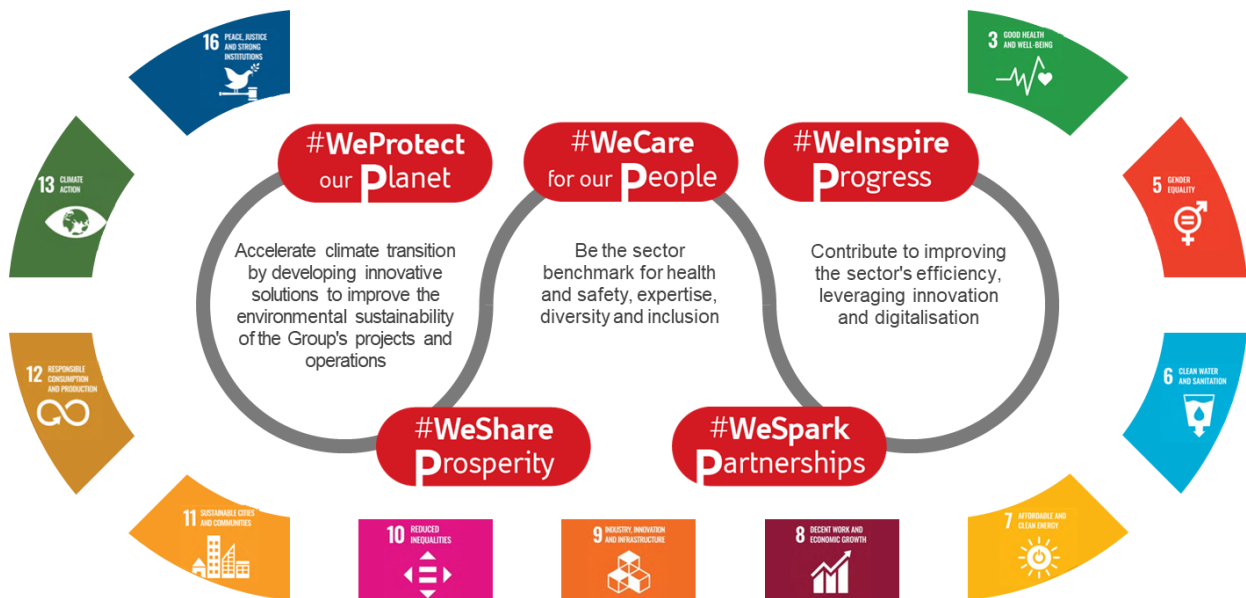 16 PEACE, JUSTICE
AND STRONG
INSTITUTIONS
3 GOOD HEALTH
AND WELL-BEING
#WeProtect
our Planet
#WeCare
for our People
#WeInspire
Progress
13 CLIMATE
ACTION
5 GENDER
EQUALITY
Accelerate climate transition
by developing innovative
solutions to improve the
environmental sustainability
of the Group's projects and
operations
Be the sector
benchmark for health
and safety, expertise,
diversity and inclusion
Contribute to improving
the sector's efficiency,
leveraging innovation
and digitalisation
12 RESPONSIBLE
CONSUMPTION
AND PRODUCTION
6 CLEAN WATER
AND SANITATION
#WeShare
Prosperity
#WeSpark
Partnerships
11 SUSTAINABLE CITIES
AND COMMUNITIES
10 REDUCED
INEQUALITIES
9 INDUSTRY, INNOVATION
AND INFRASTRUCTURE
8 DECENT WORK AND
ECONOMIC GROWTH
7 AFFORDABLE AND
CLEAN ENERGY